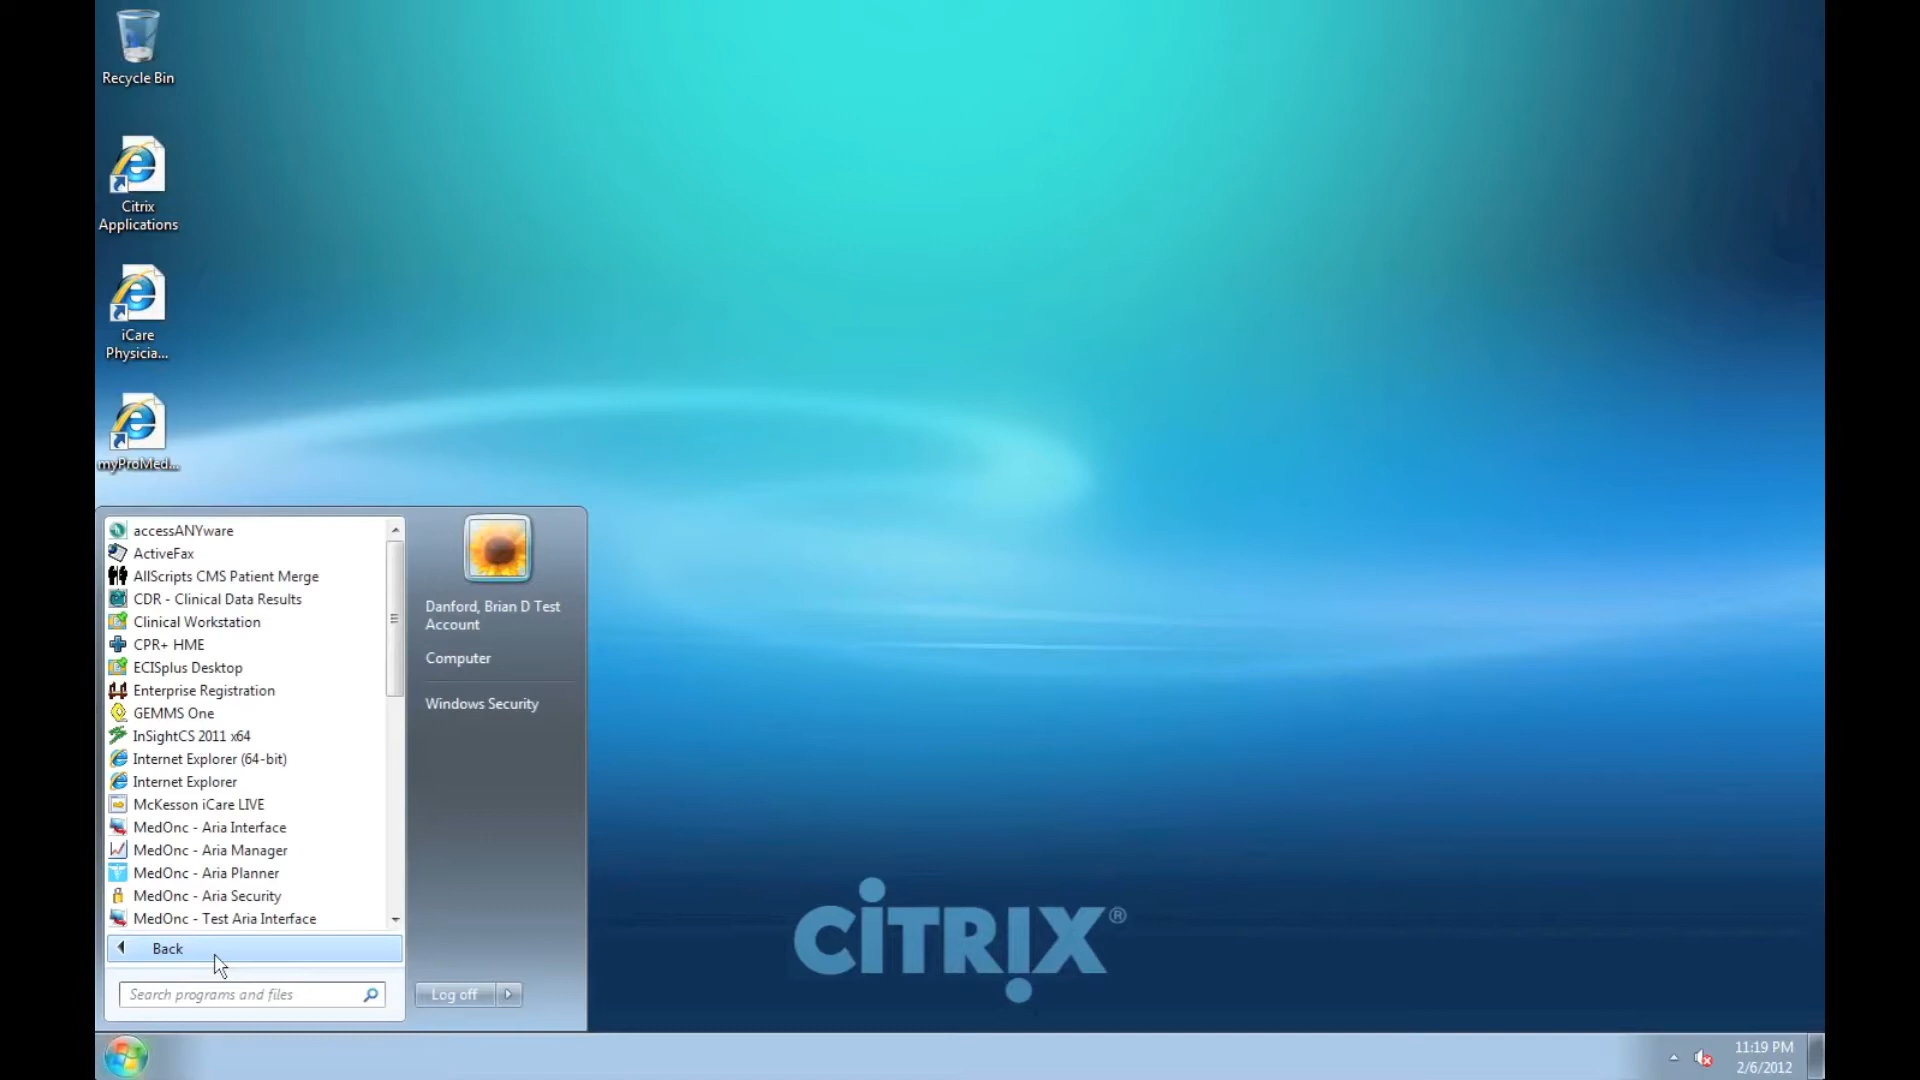 Recycle Bin
Citrix
Applications
iCare
Physicia...
myProMed...
accessANYware
ActiveFax
AllScripts CMS Patient Merge
CDR - Clinical Data Results
Clinical Workstation
CPR+ HME
ECISplus Desktop
Enterprise Registration
GEMMS One
InSightCS 2011 x64
Internet Explorer (64-bit)
Internet Explorer
McKesson iCare LIVE
MedOnc - Aria Interface
MedOnc - Aria Manager
MedOnc - Aria Planner
MedOnc - Aria Security
MedOnc - Test Aria Interface
Back
Search programs and files
Danford, Brian D Test
Account
Computer
Windows Security
Log off
CiTRIX®
11:19 PM
2/6/2012